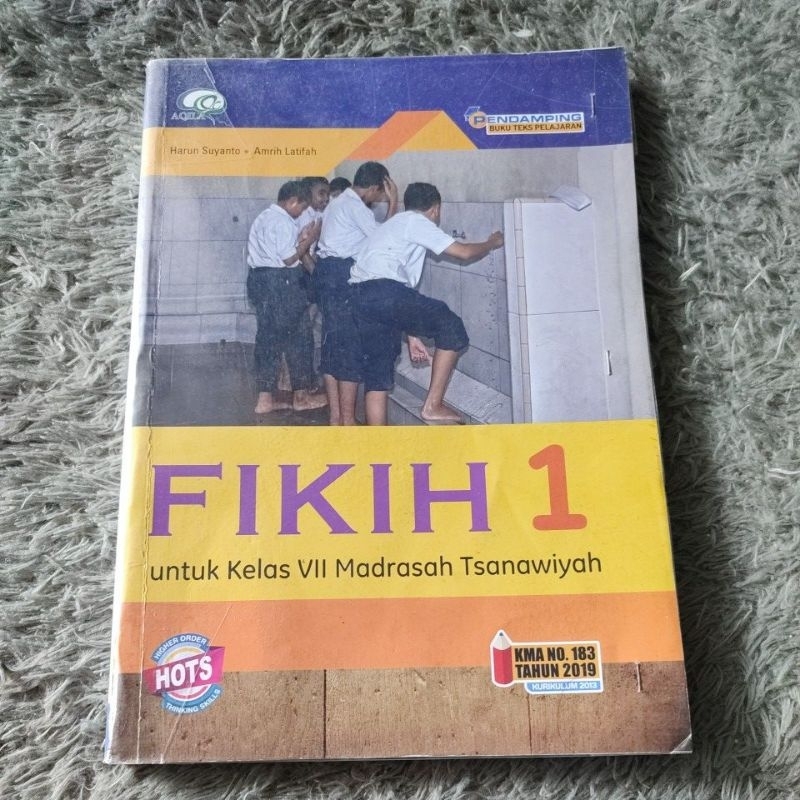 AQILA
PENDAMPING
BUKU TEKS PELAJARAN
Harun Suyanto • Amrih Latifah
FIKIH 1
untuk Kelas VII Madrasah Tsanawiyah
HIGHER ORDER
HOTS
THINKING SKILLS
KMA NO. 183
TAHUN 2019
KURIKULUM 2013